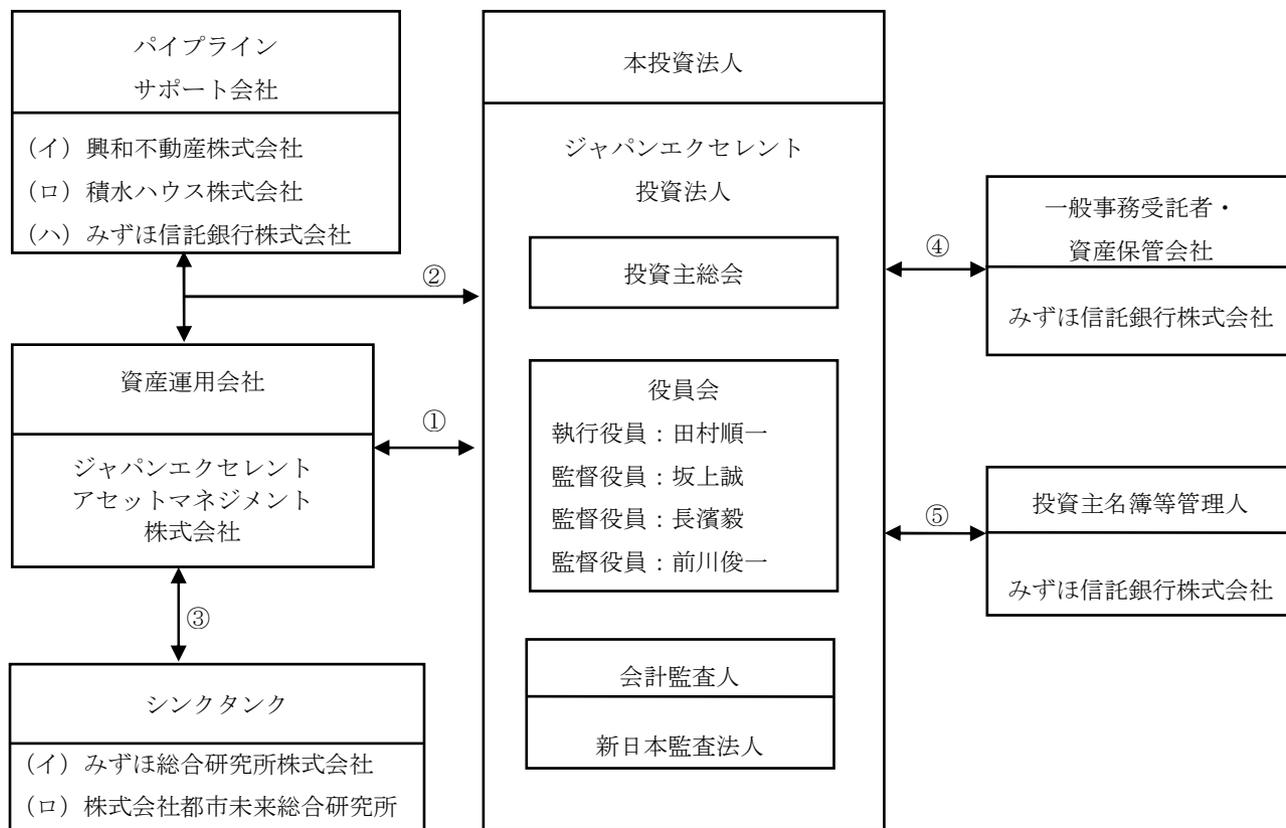 パイプライン
サポート会社
（イ）興和不動産株式会社
（ロ）積水ハウス株式会社
（ハ）みずほ信託銀行株式会社
②
資産運用会社
ジャパンエクセレント
アセットマネジメント
株式会社
①
③
シンクタンク
（イ）みずほ総合研究所株式会社
（ロ）株式会社都市未来総合研究所
本投資法人
ジャパンエクセレント
投資法人
投資主総会
役員会
執行役員：田村順一
監督役員：坂上誠
監督役員：長濱毅
監督役員：前川俊一
会計監査人
新日本監査法人
④
一般事務受託者・
資産保管会社
みずほ信託銀行株式会社
⑤
投資主名簿等管理人
みずほ信託銀行株式会社